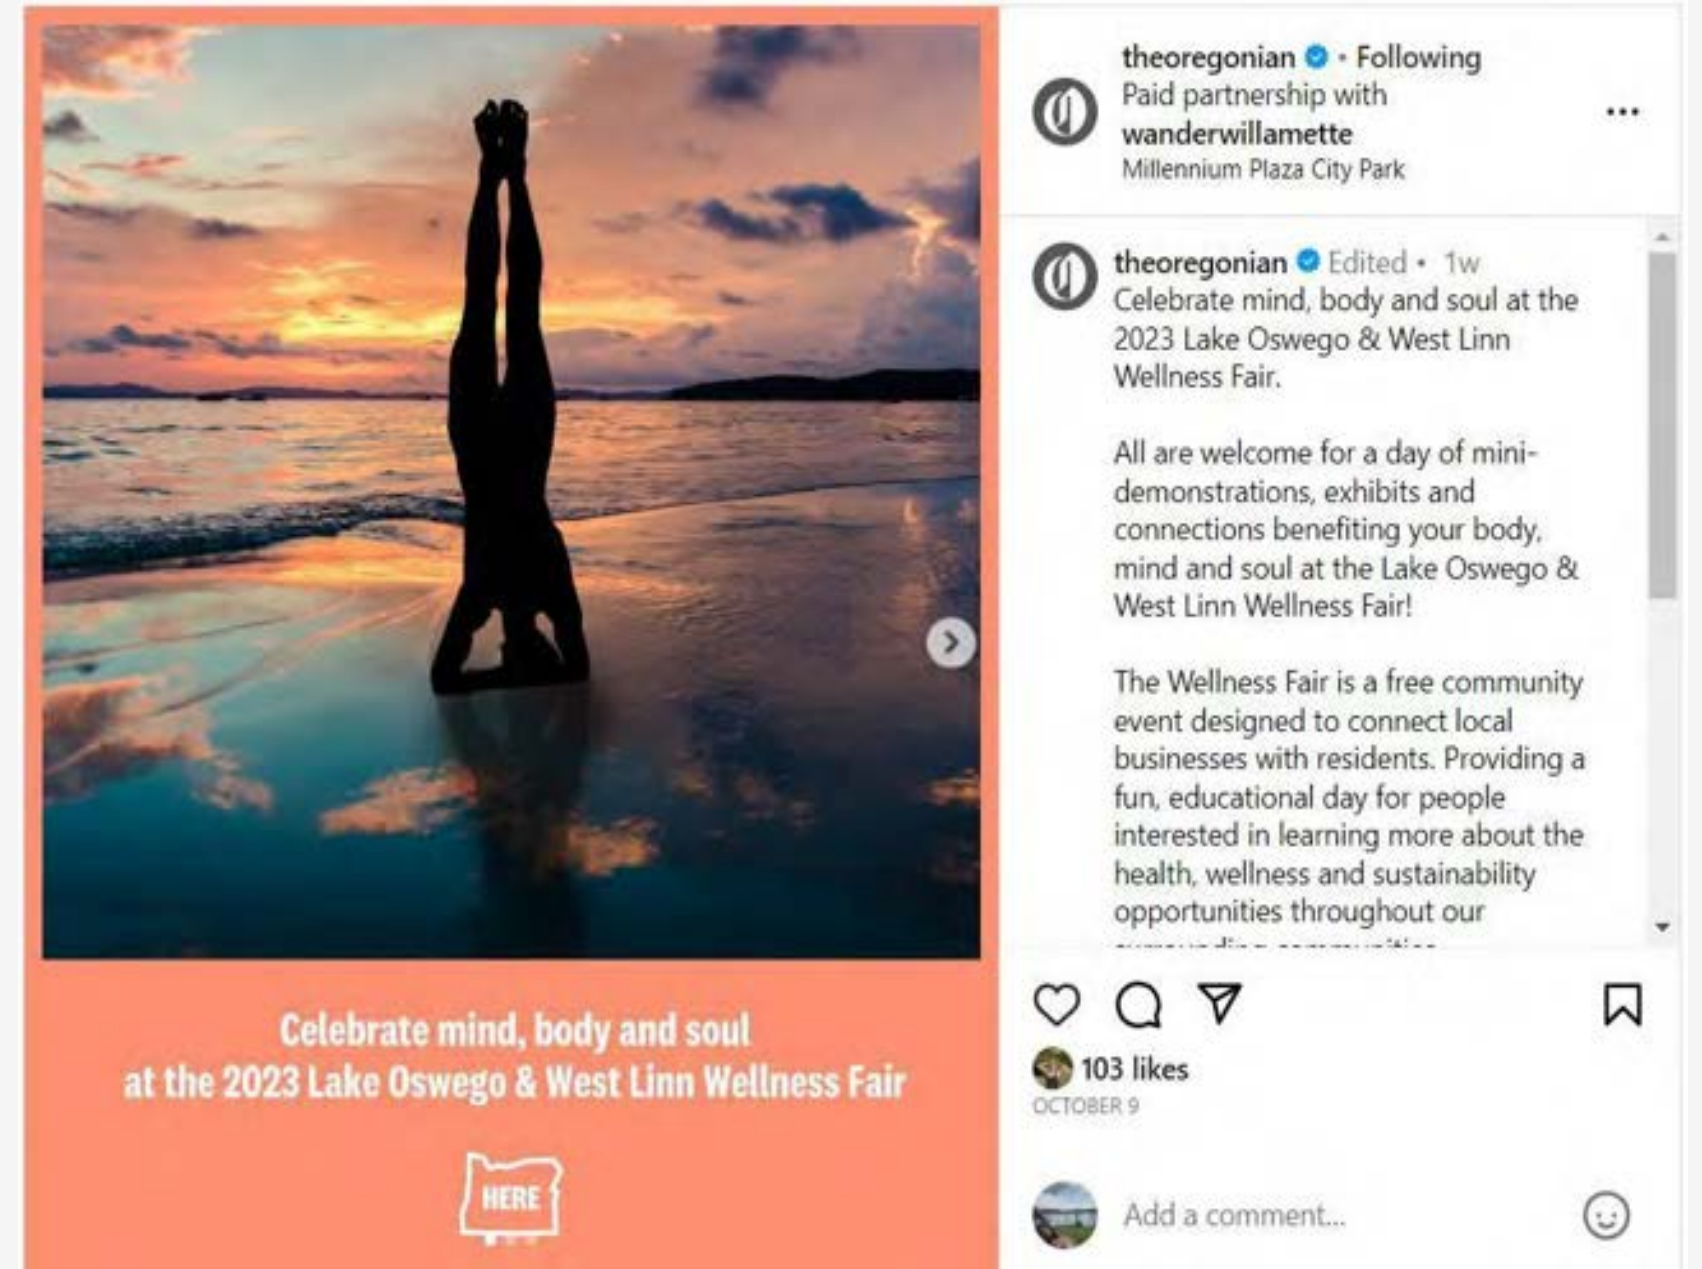 Celebrate mind, body and soul
at the 2023 Lake Oswego & West Linn Wellness Fair
HERE
theoregonian • Following
Paid partnership with
wanderwillamette
Millennium Plaza City Park
theoregonian Edited • 1w
Celebrate mind, body and soul at the
2023 Lake Oswego & West Linn
Wellness Fair.
All are welcome for a day of mini-
demonstrations, exhibits and
connections benefiting your body,
mind and soul at the Lake Oswego &
West Linn Wellness Fair!
The Wellness Fair is a free community
event designed to connect local
businesses with residents. Providing a
fun, educational day for people
interested in learning more about the
health, wellness and sustainability
opportunities throughout our
103 likes
OCTOBER 9
Add a comment...